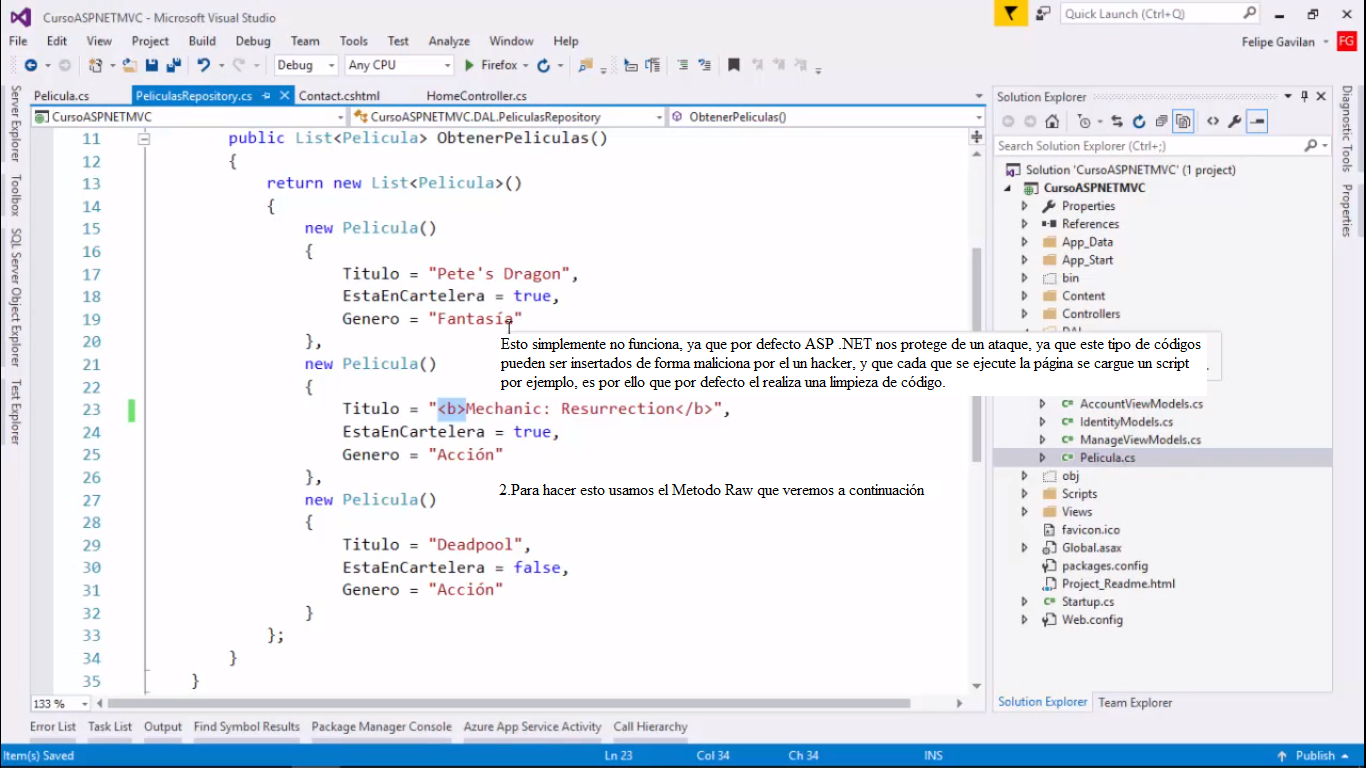 CursoASPNETMVC - Microsoft Visual Studio
Quick Launch (Ctrl+Q)
File Edit View Project Build Debug Team Tools Test Analyze Window Help
Felipe Gavilan FG
Debug Any CPU Firefox
Pelicula.cs PeliculasRepository.cs Contact.cshtml HomeController.cs
CursoASPNETMVC CursoASPNETMVC.DAL.PeliculasRepository ObtenerPeliculas()
Server Explorer
Toolbox
SQL Server Object Explorer
Test Explorer
11 public List<Pelicula> ObtenerPeliculas()
12 {
13 return new List<Pelicula>()
14 {
15 new Pelicula()
16 {
17 Titulo = "Pete's Dragon",
18 EstaEnCartelera = true,
19 Genero = "Fantasía"
20 },
21 new Pelicula()
22 {
23 Titulo = "<b>Mechanic: Resurrection</b>",
24 EstaEnCartelera = true,
25 Genero = "Acción"
26 },
27 new Pelicula()
28 {
29 Titulo = "Deadpool",
30 EstaEnCartelera = false,
31 Genero = "Acción"
32 }
33 };
34 }
35 }
Esto simplemente no funciona, ya que por defecto ASP .NET nos protege de un ataque, ya que este tipo de códigos
pueden ser insertados de forma maliciona por el un hacker, y que cada que se ejecute la página se cargue un script
por ejemplo, es por ello que por defecto el realiza una limpieza de código.
2.Para hacer esto usamos el Metodo Raw que veremos a continuación
133 %
Solution Explorer
Search Solution Explorer (Ctrl+;)
Solution 'CursoASPNETMVC' (1 project)
CursoASPNETMVC
Properties
References
App_Data
App_Start
bin
Content
Controllers
DAL
AccountViewModels.cs
IdentityModels.cs
ManageViewModels.cs
Pelicula.cs
obj
Scripts
Views
favicon.ico
Global.asax
packages.config
Project_Readme.html
Startup.cs
Web.config
Solution Explorer Team Explorer
Diagnostic Tools
Properties
Error List Task List Output Find Symbol Results Package Manager Console Azure App Service Activity Call Hierarchy
Item(s) Saved Ln 23 Col 34 Ch 34 INS Publish